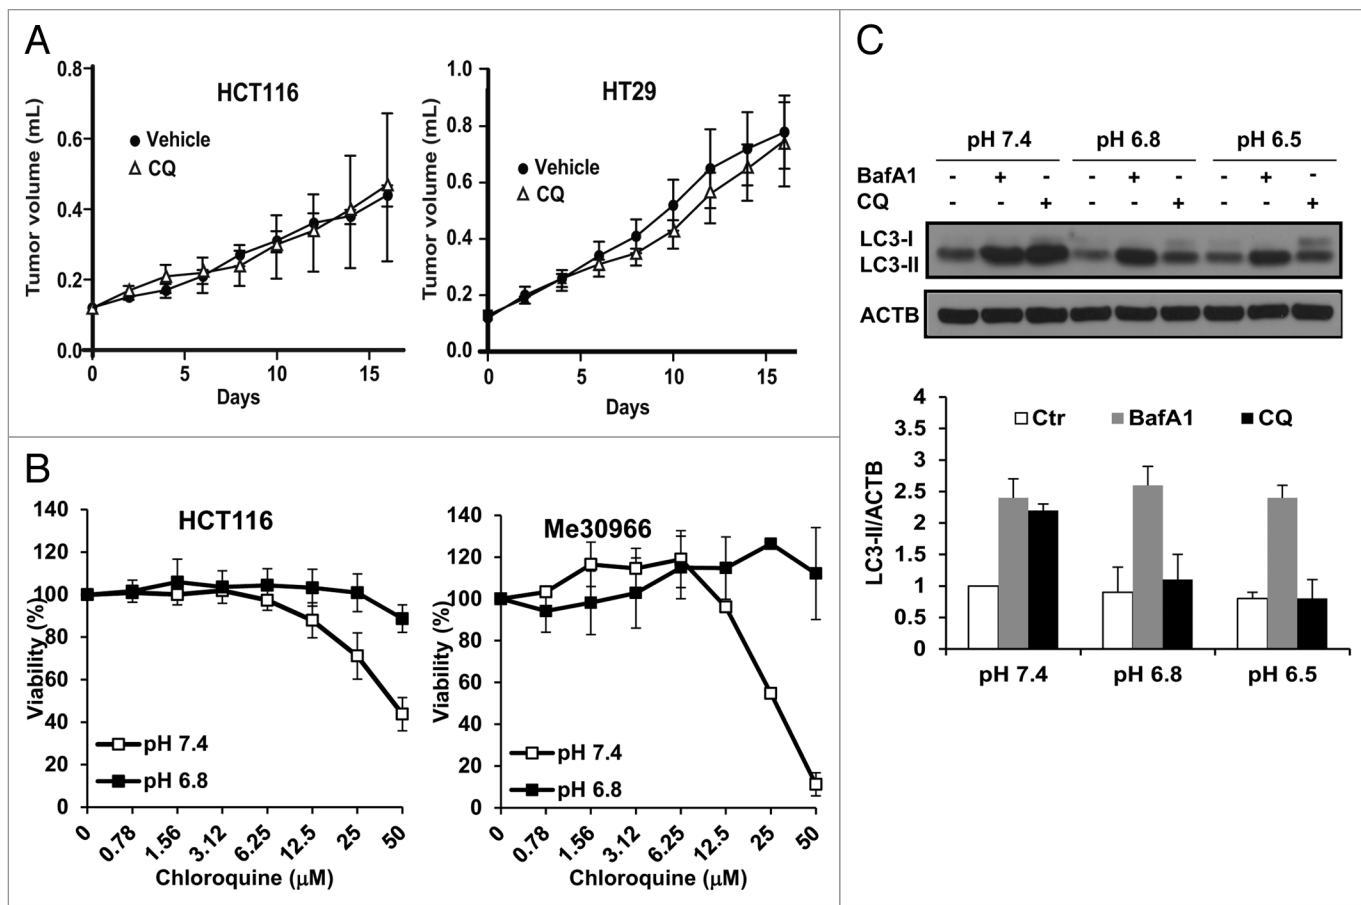 A
HCT116
Tumor volume (mL)
0.8
0.6
0.4
0.2
0.0
Vehicle
CQ
0 5 10 15
Days
HT29
Tumor volume (mL)
1.0
0.8
0.6
0.4
0.2
0.0
Vehicle
CQ
0 5 10 15
Days
B
HCT116
Viability (%)
140
120
100
80
60
40
20
0
pH 7.4
pH 6.8
0 0.78 1.56 3.12 6.25 12.5 25 50
Chloroquine (μM)
Me30966
Viability (%)
140
120
100
80
60
40
20
0
pH 7.4
pH 6.8
0 0.78 1.56 3.12 6.25 12.5 25 50
Chloroquine (μM)
C
pH 7.4 pH 6.8 pH 6.5
BafA1 - + - - + - - + -
CQ - - + - - + - - +
LC3-I
LC3-II
ACTB
LC3-II/ACTB
4
3.5
3
2.5
2
1.5
1
0.5
0
Ctr BafA1 CQ
pH 7.4 pH 6.8 pH 6.5